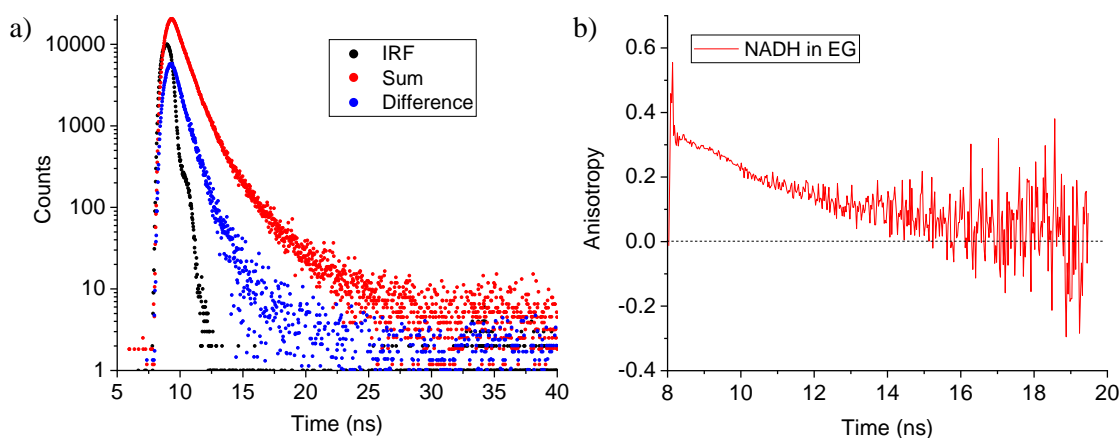 a)
10000
1000
100
10
1
Counts
5
10
15
20
25
30
35
40
Time (ns)
IRF
Sum
Difference
b)
0.6
0.4
0.2
0.0
-0.2
-0.4
Anisotropy
8
10
12
14
16
18
20
Time (ns)
NADH in EG